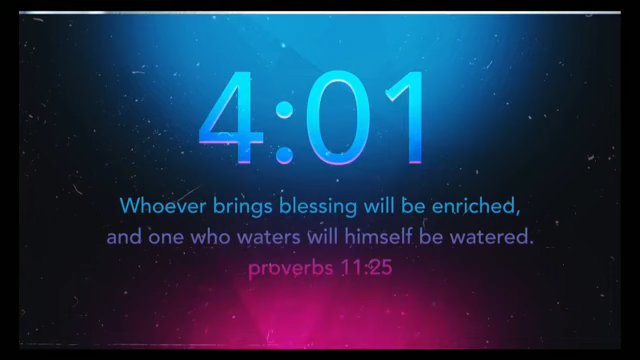 4:01
Whoever brings blessing will be enriched,
and one who waters will himself be watered.
proverbs 11:25